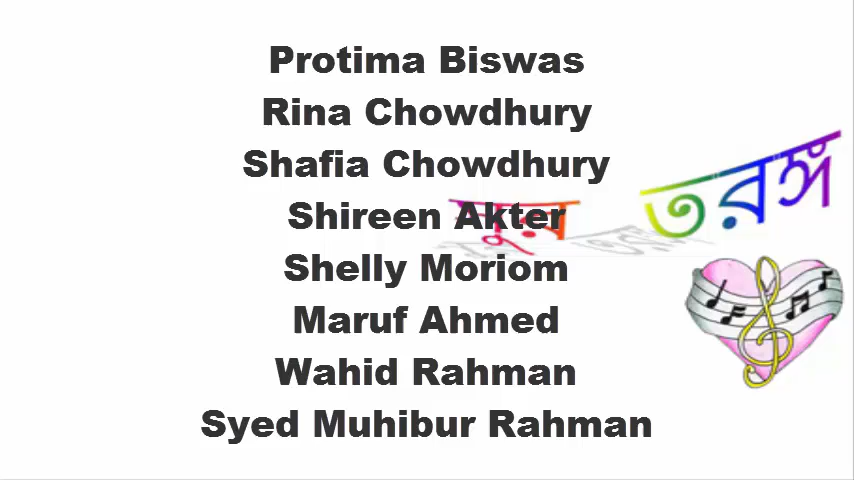 Protima Biswas
Rina Chowdhury
Shafia Chowdhury
Shireen Akter
Shelly Moriom
Maruf Ahmed
Wahid Rahman
Syed Muhibur Rahman
সুর তরঙ্গ